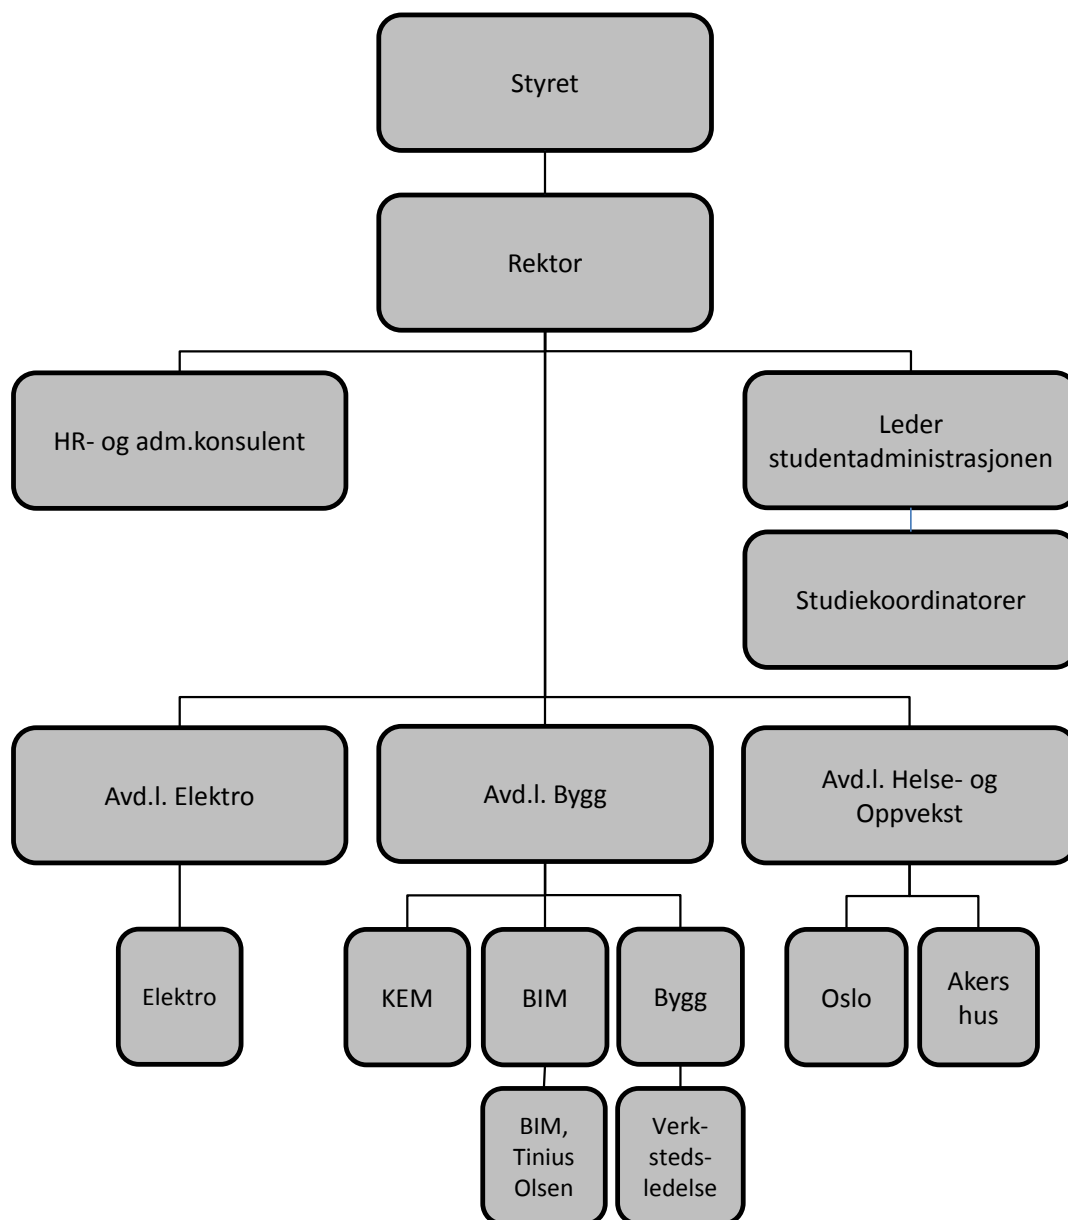 Styret
Rektor
HR- og adm.konsulent
Leder
studentadministrasjonen
Studiekoordinatorer
Avd.l. Elektro
Avd.l. Bygg
Avd.l. Helse- og
Oppvekst
Elektro
KEM
BIM
Bygg
Oslo
Akers
hus
BIM,
Tinius
Olsen
Verk-
steds-
ledelse